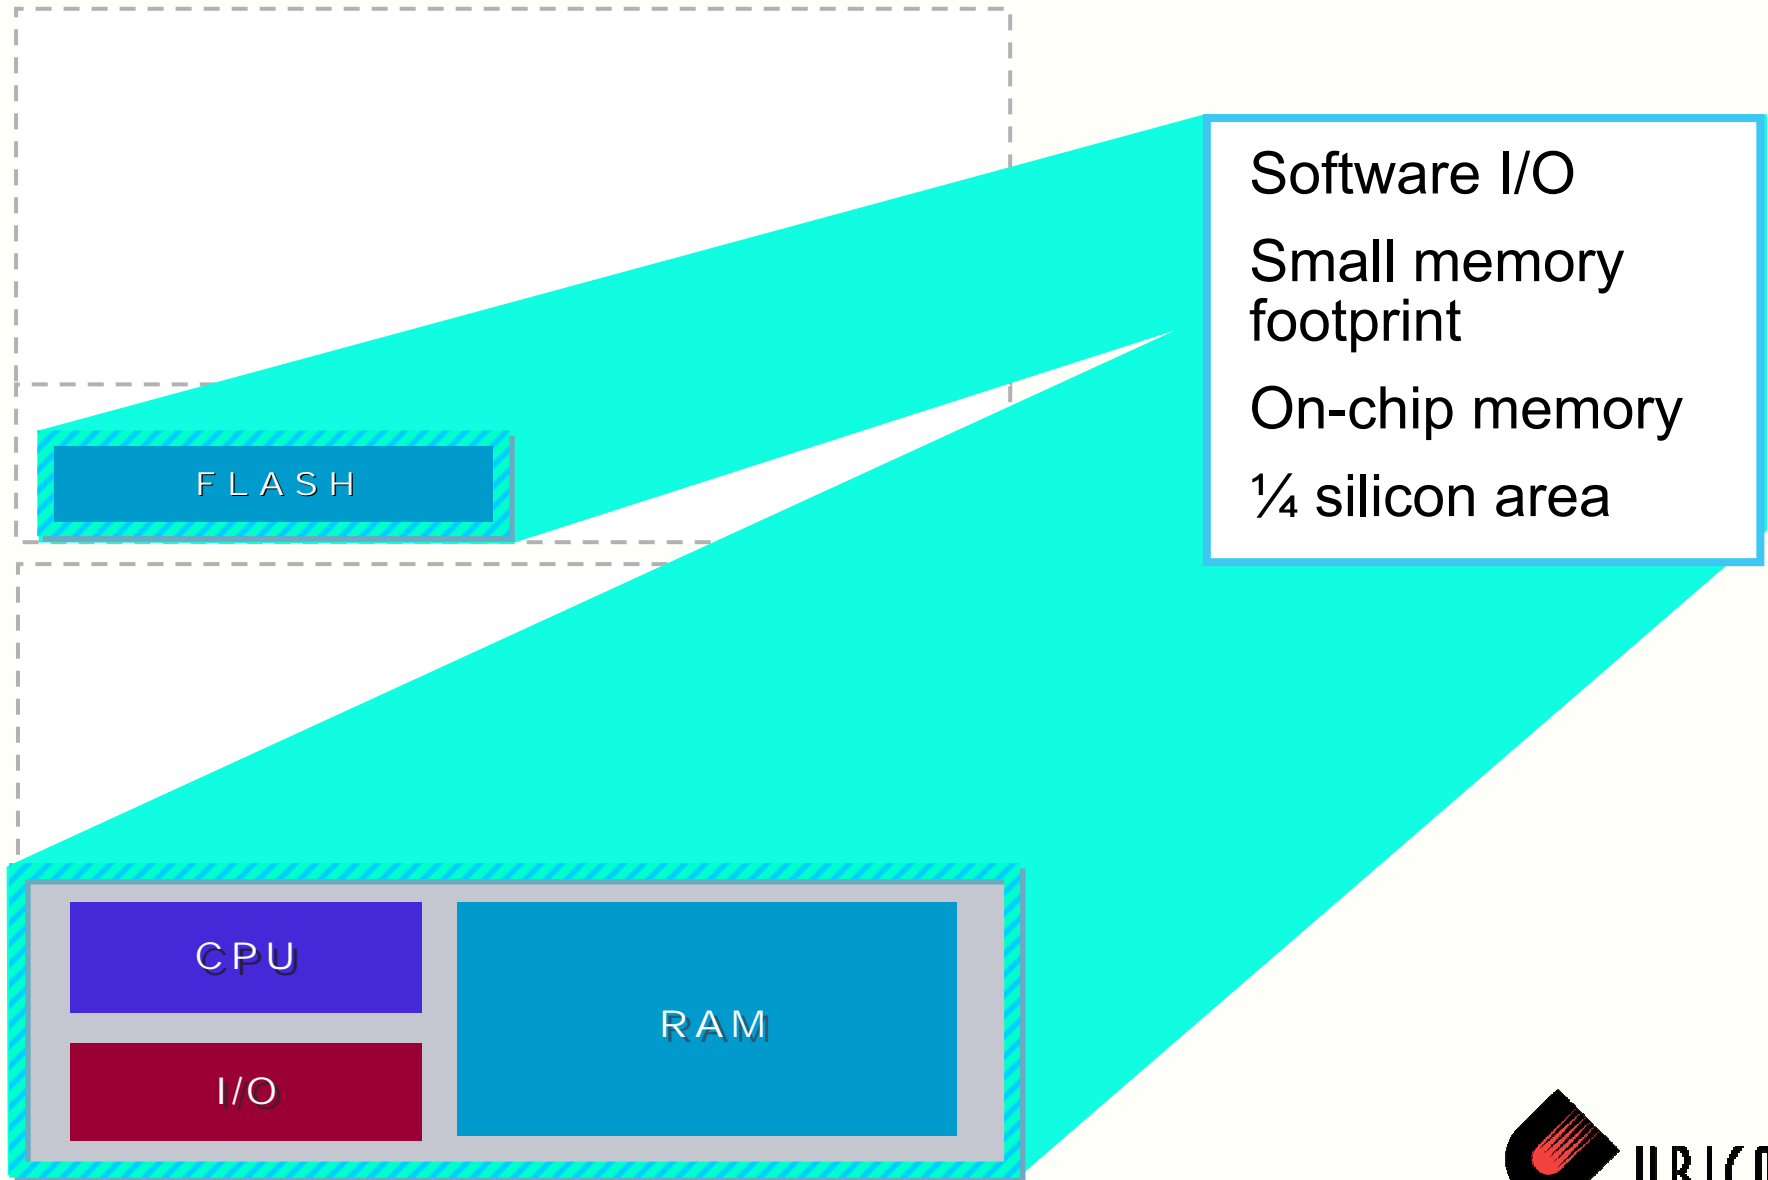 Software I/O
Small memory
footprint
On-chip memory
¼ silicon area
FLASH
CPU
RAM
I/O